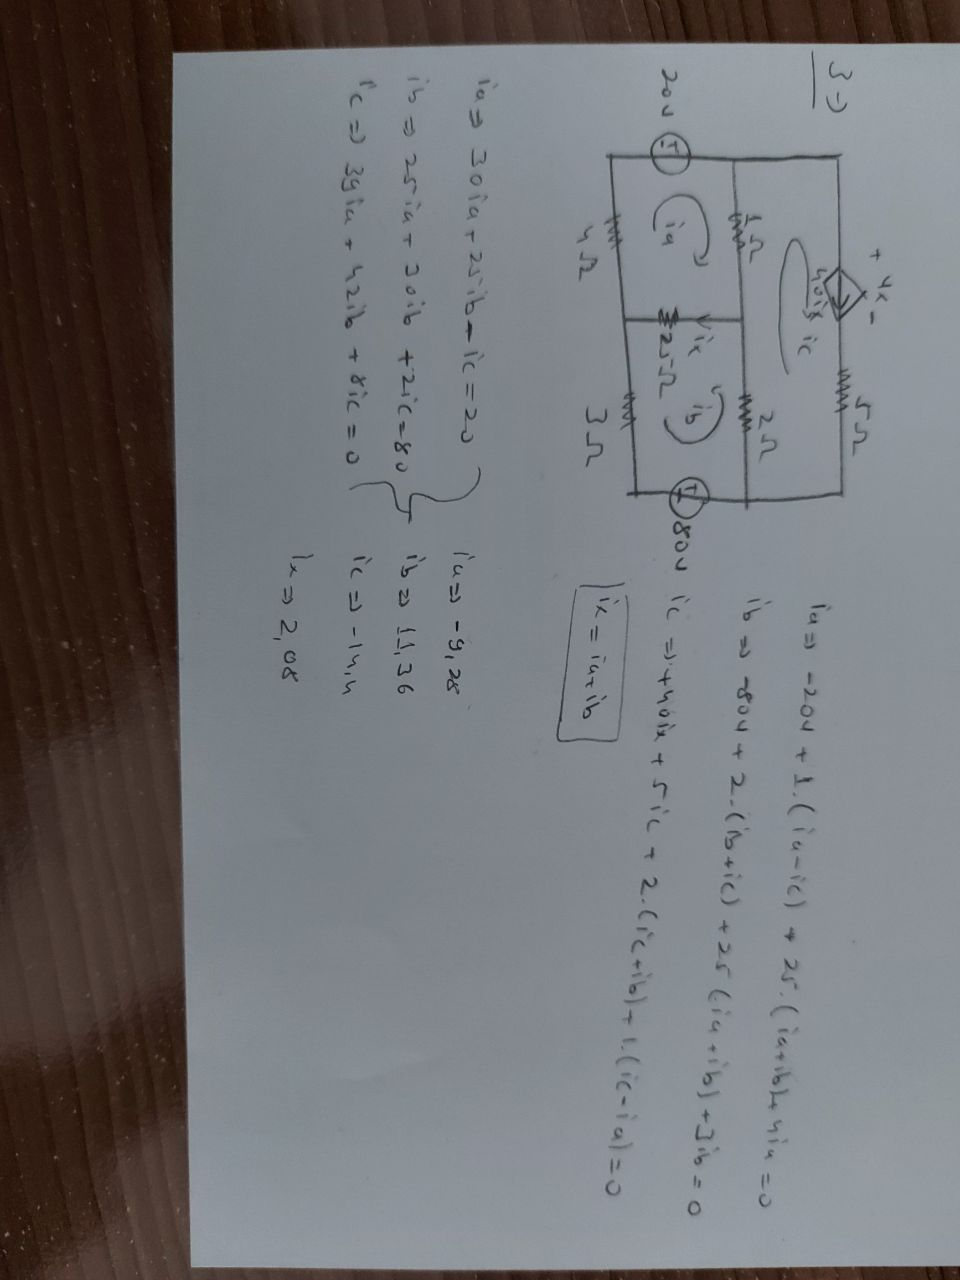 3-)
+ Vx -
40ix
5Ω
ic
1Ω
2Ω
20v
+ -
ia
ix
25Ω
ib
+ -
80v
4Ω
3Ω
ia ⇒ -20v + 1.(ia-ic) + 25.(ia+ib)+4ia = 0
ib ⇒ -80v + 2.(ib+ic) + 25(ia+ib)+3ib = 0
ic ⇒ +40ix + 5ic + 2.(ic+ib)+1.(ic-ia)=0
ix = ia+ib
ia ⇒ 30ia + 25ib - ic = 20
ib ⇒ 25ia + 30ib + 2ic = 80
ic ⇒ 39ia + 42ib + 8ic = 0
ia ⇒ -9,28
ib ⇒ 11,36
ic ⇒ -14,4
ix ⇒ 2,08